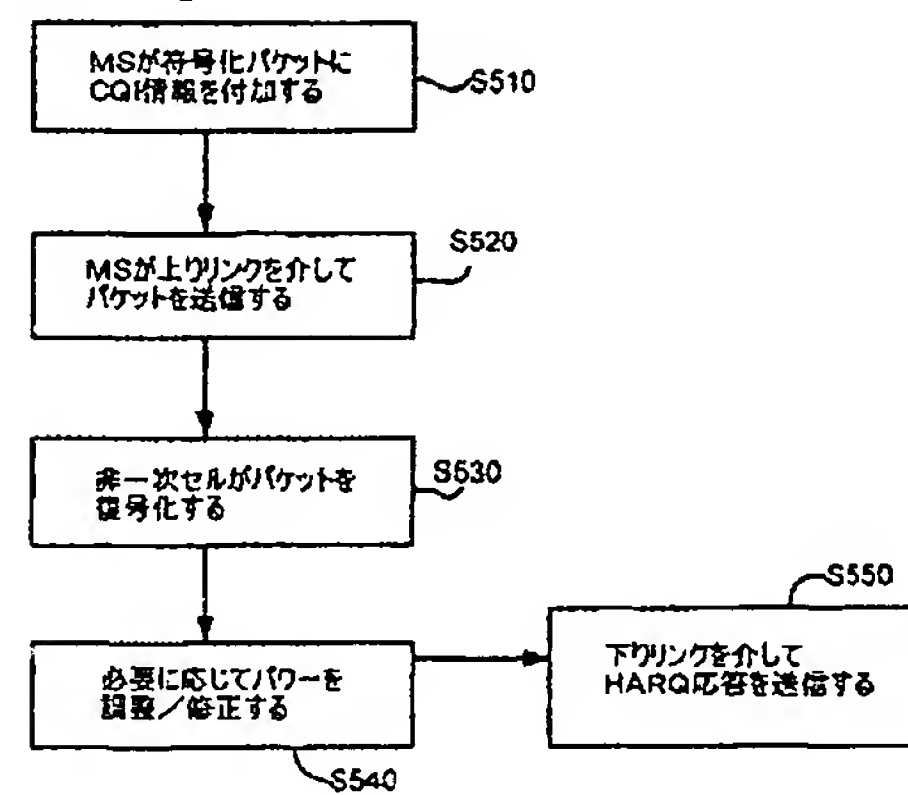 MSが符号化パケットに
CQI情報を付加する
S510
MSが上りリンクを介して
パケットを送信する
S520
非一次セルがパケットを
復号化する
S530
必要に応じてパワーを
調整／修正する
S540
下りリンクを介して
HARQ応答を送信する
S550